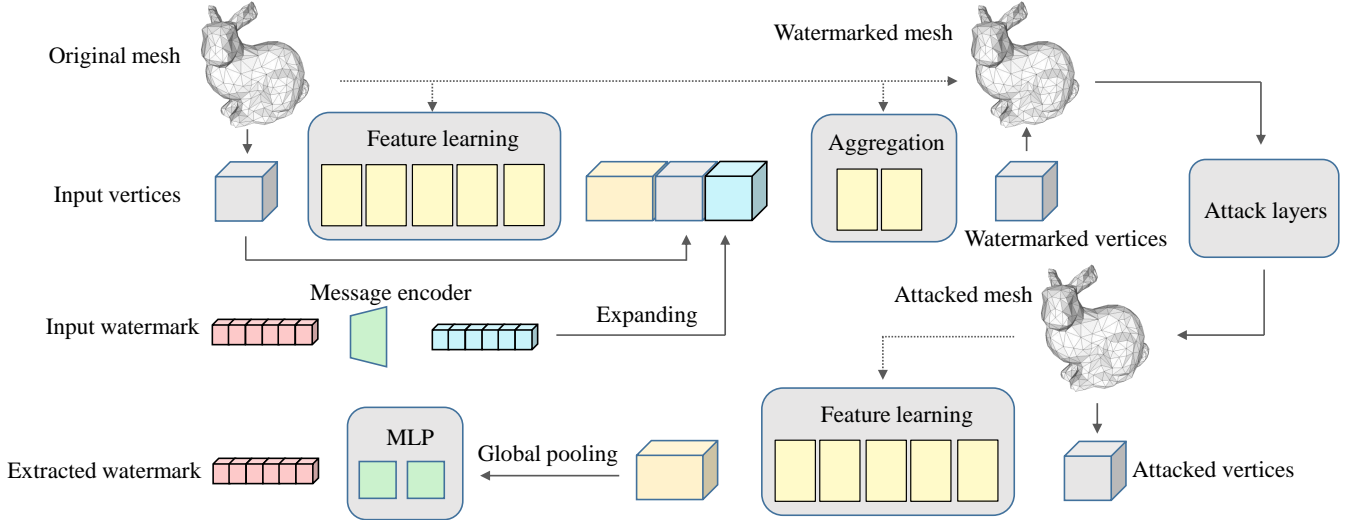 Original mesh
Watermarked mesh
Feature learning
Aggregation
Input vertices
Attack layers
Watermarked vertices
Message encoder
Attacked mesh
Input watermark
Expanding
Feature learning
MLP
Global pooling
Extracted watermark
Attacked vertices